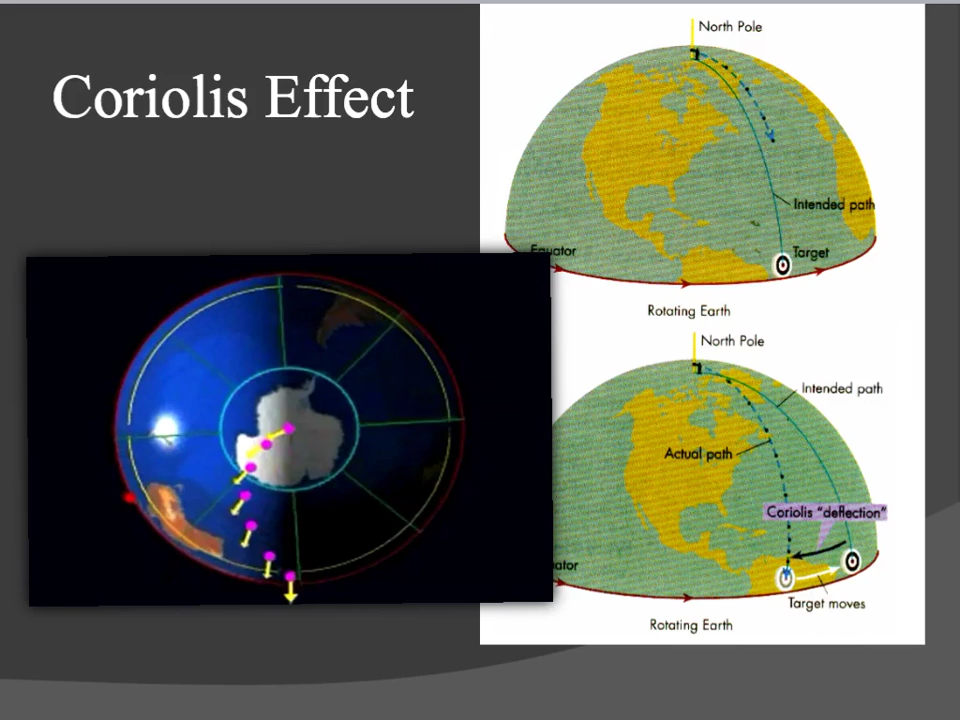 Coriolis Effect
North Pole
Intended path
Equator
Target
Rotating Earth
North Pole
Intended path
Actual path
Coriolis "deflection"
Target moves
Rotating Earth